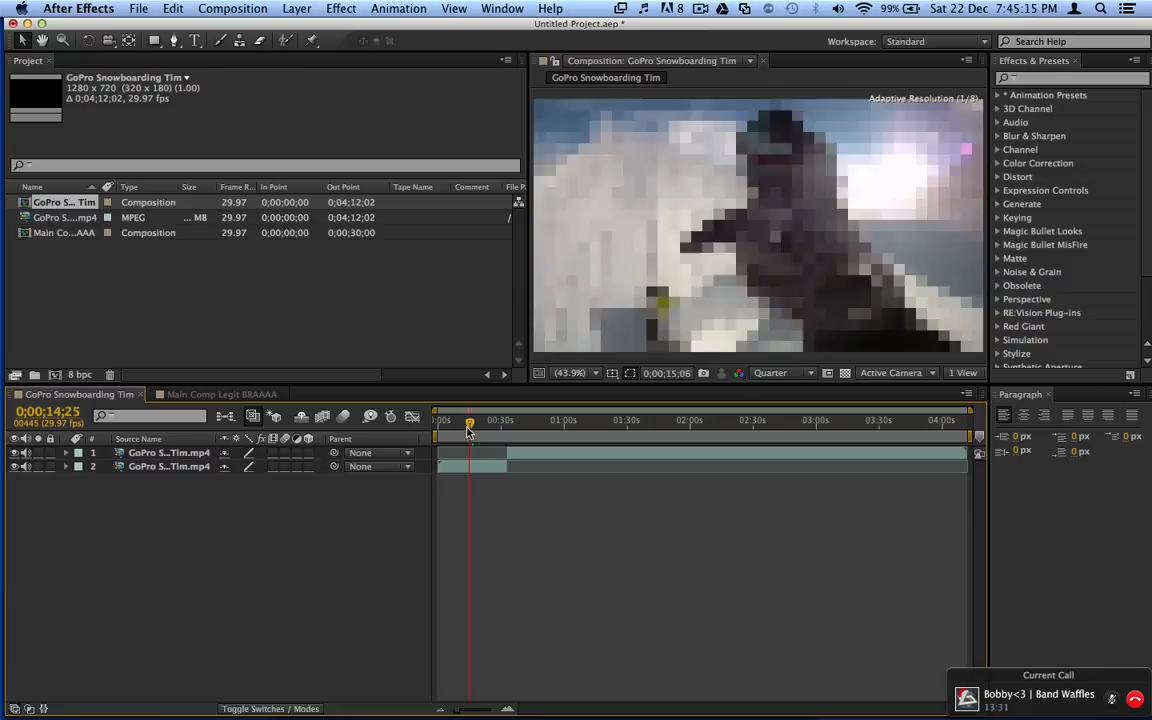 After Effects File Edit Composition Layer Effect Animation View Window Help 8 99% Sat 22 Dec 7:45:15 PM
Untitled Project.aep *
Workspace: Standard Search Help
Project
GoPro Snowboarding Tim
1280 x 720 (320 x 180) (1.00)
Δ 0;04;12;02, 29.97 fps
Name Type Size Frame R... In Point Out Point Tape Name Comment File P
GoPro S... Tim Composition 29.97 0;00;00;00 0;04;12;02
GoPro S....mp4 MPEG ... MB 29.97 0;00;00;00 0;04;12;02 /
Main Co...AAA Composition 29.97 0;00;00;00 0;00;30;00
8 bpc
Composition: GoPro Snowboarding Tim
GoPro Snowboarding Tim
Adaptive Resolution (1/8)
(43.9%) 0;00;15;06 Quarter Active Camera 1 View
Effects & Presets
* Animation Presets
3D Channel
Audio
Blur & Sharpen
Channel
Color Correction
Distort
Expression Controls
Generate
Keying
Magic Bullet Looks
Magic Bullet MisFire
Matte
Noise & Grain
Obsolete
Perspective
RE:Vision Plug-ins
Red Giant
Simulation
Stylize
Synthetic Aperture
GoPro Snowboarding Tim Main Comp Legit BRAAAA
0;00;14;25
00445 (29.97 fps)
:00s 00:30s 01:00s 01:30s 02:00s 02:30s 03:00s 03:30s 04:00s
# Source Name fx Parent
1 GoPro S...Tim.mp4 None
2 GoPro S...Tim.mp4 None
Toggle Switches / Modes
Paragraph
0 px 0 px 0 px
0 px 0 px
Current Call
Bobby<3 | Band Waffles
13:31